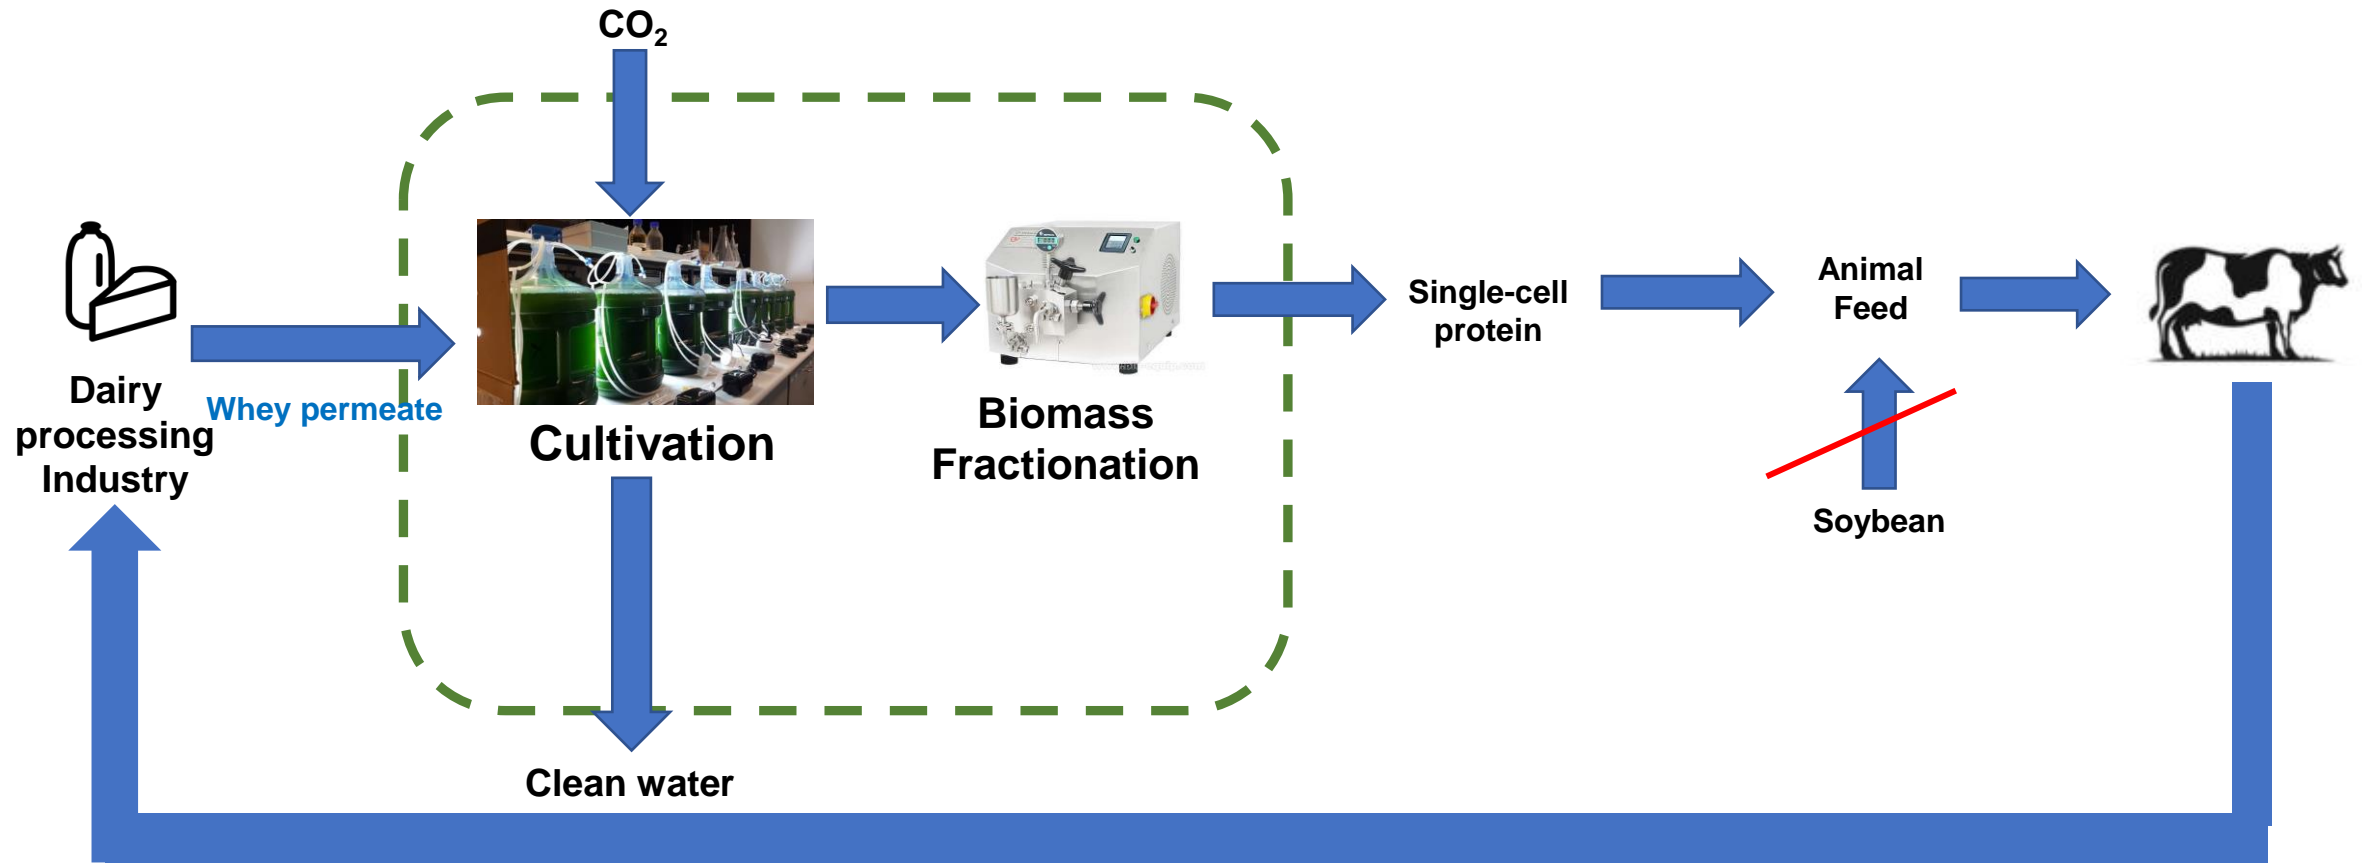 CO₂
Dairy
processing
Industry
Whey permeate
Cultivation
Biomass
Fractionation
Single-cell
protein
Animal
Feed
Soybean
Clean water